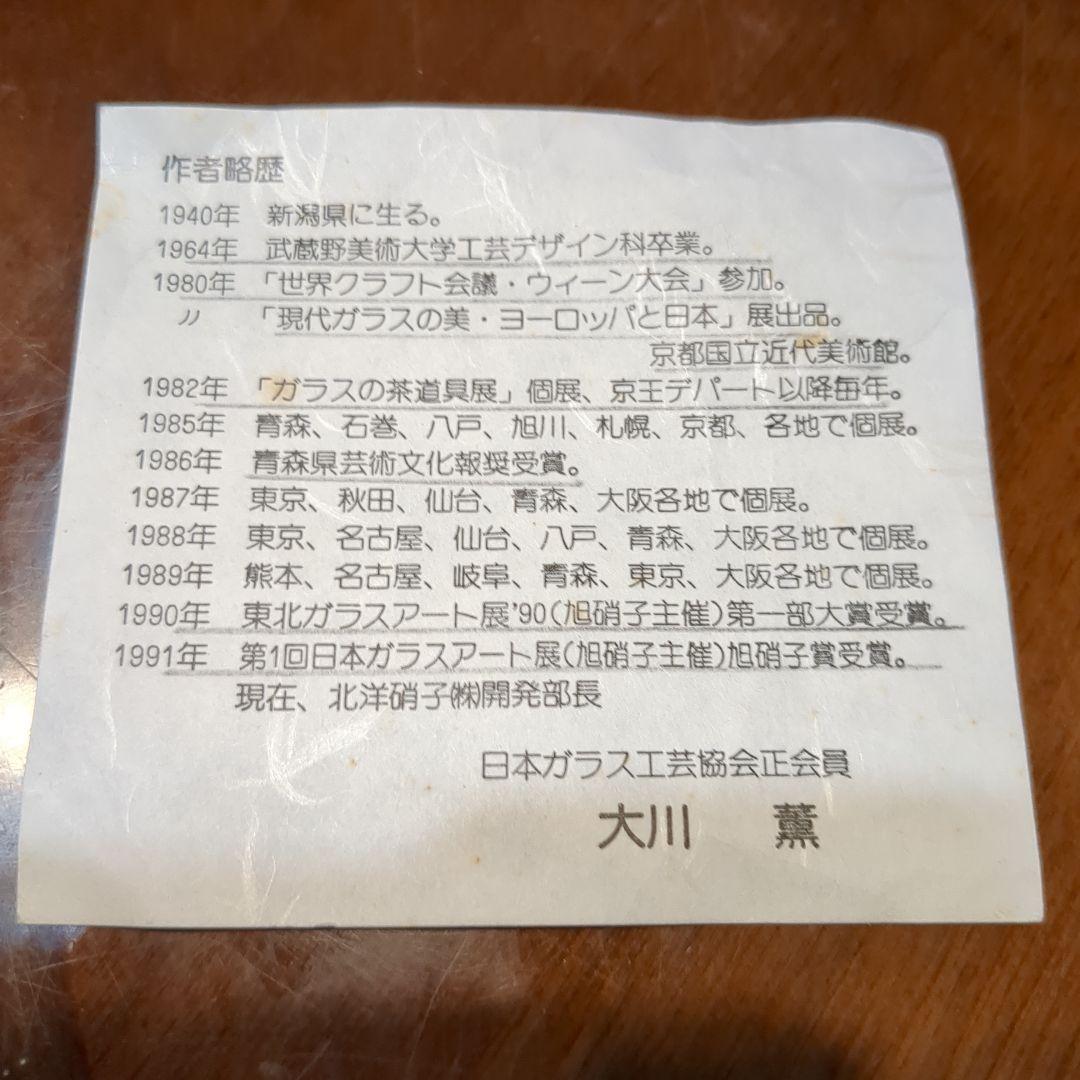 作者略歴
1940年 新潟県に生る。
1964年 武蔵野美術大学工芸デザイン科卒業。
1980年 「世界クラフト会議・ウィーン大会」参加。
〃 「現代ガラスの美・ヨーロッパと日本」展出品。
京都国立近代美術館。
1982年 「ガラスの茶道具展」個展、京王デパート以降毎年。
1985年 青森、石巻、八戸、旭川、札幌、京都、各地で個展。
1986年 青森県芸術文化報奨受賞。
1987年 東京、秋田、仙台、青森、大阪各地で個展。
1988年 東京、名古屋、仙台、八戸、青森、大阪各地で個展。
1989年 熊本、名古屋、岐阜、青森、東京、大阪各地で個展。
1990年 東北ガラスアート展'90(旭硝子主催)第一部大賞受賞。
1991年 第1回日本ガラスアート展(旭硝子主催)旭硝子賞受賞。
現在、北洋硝子㈱開発部長
日本ガラス工芸協会正会員
大川 薫